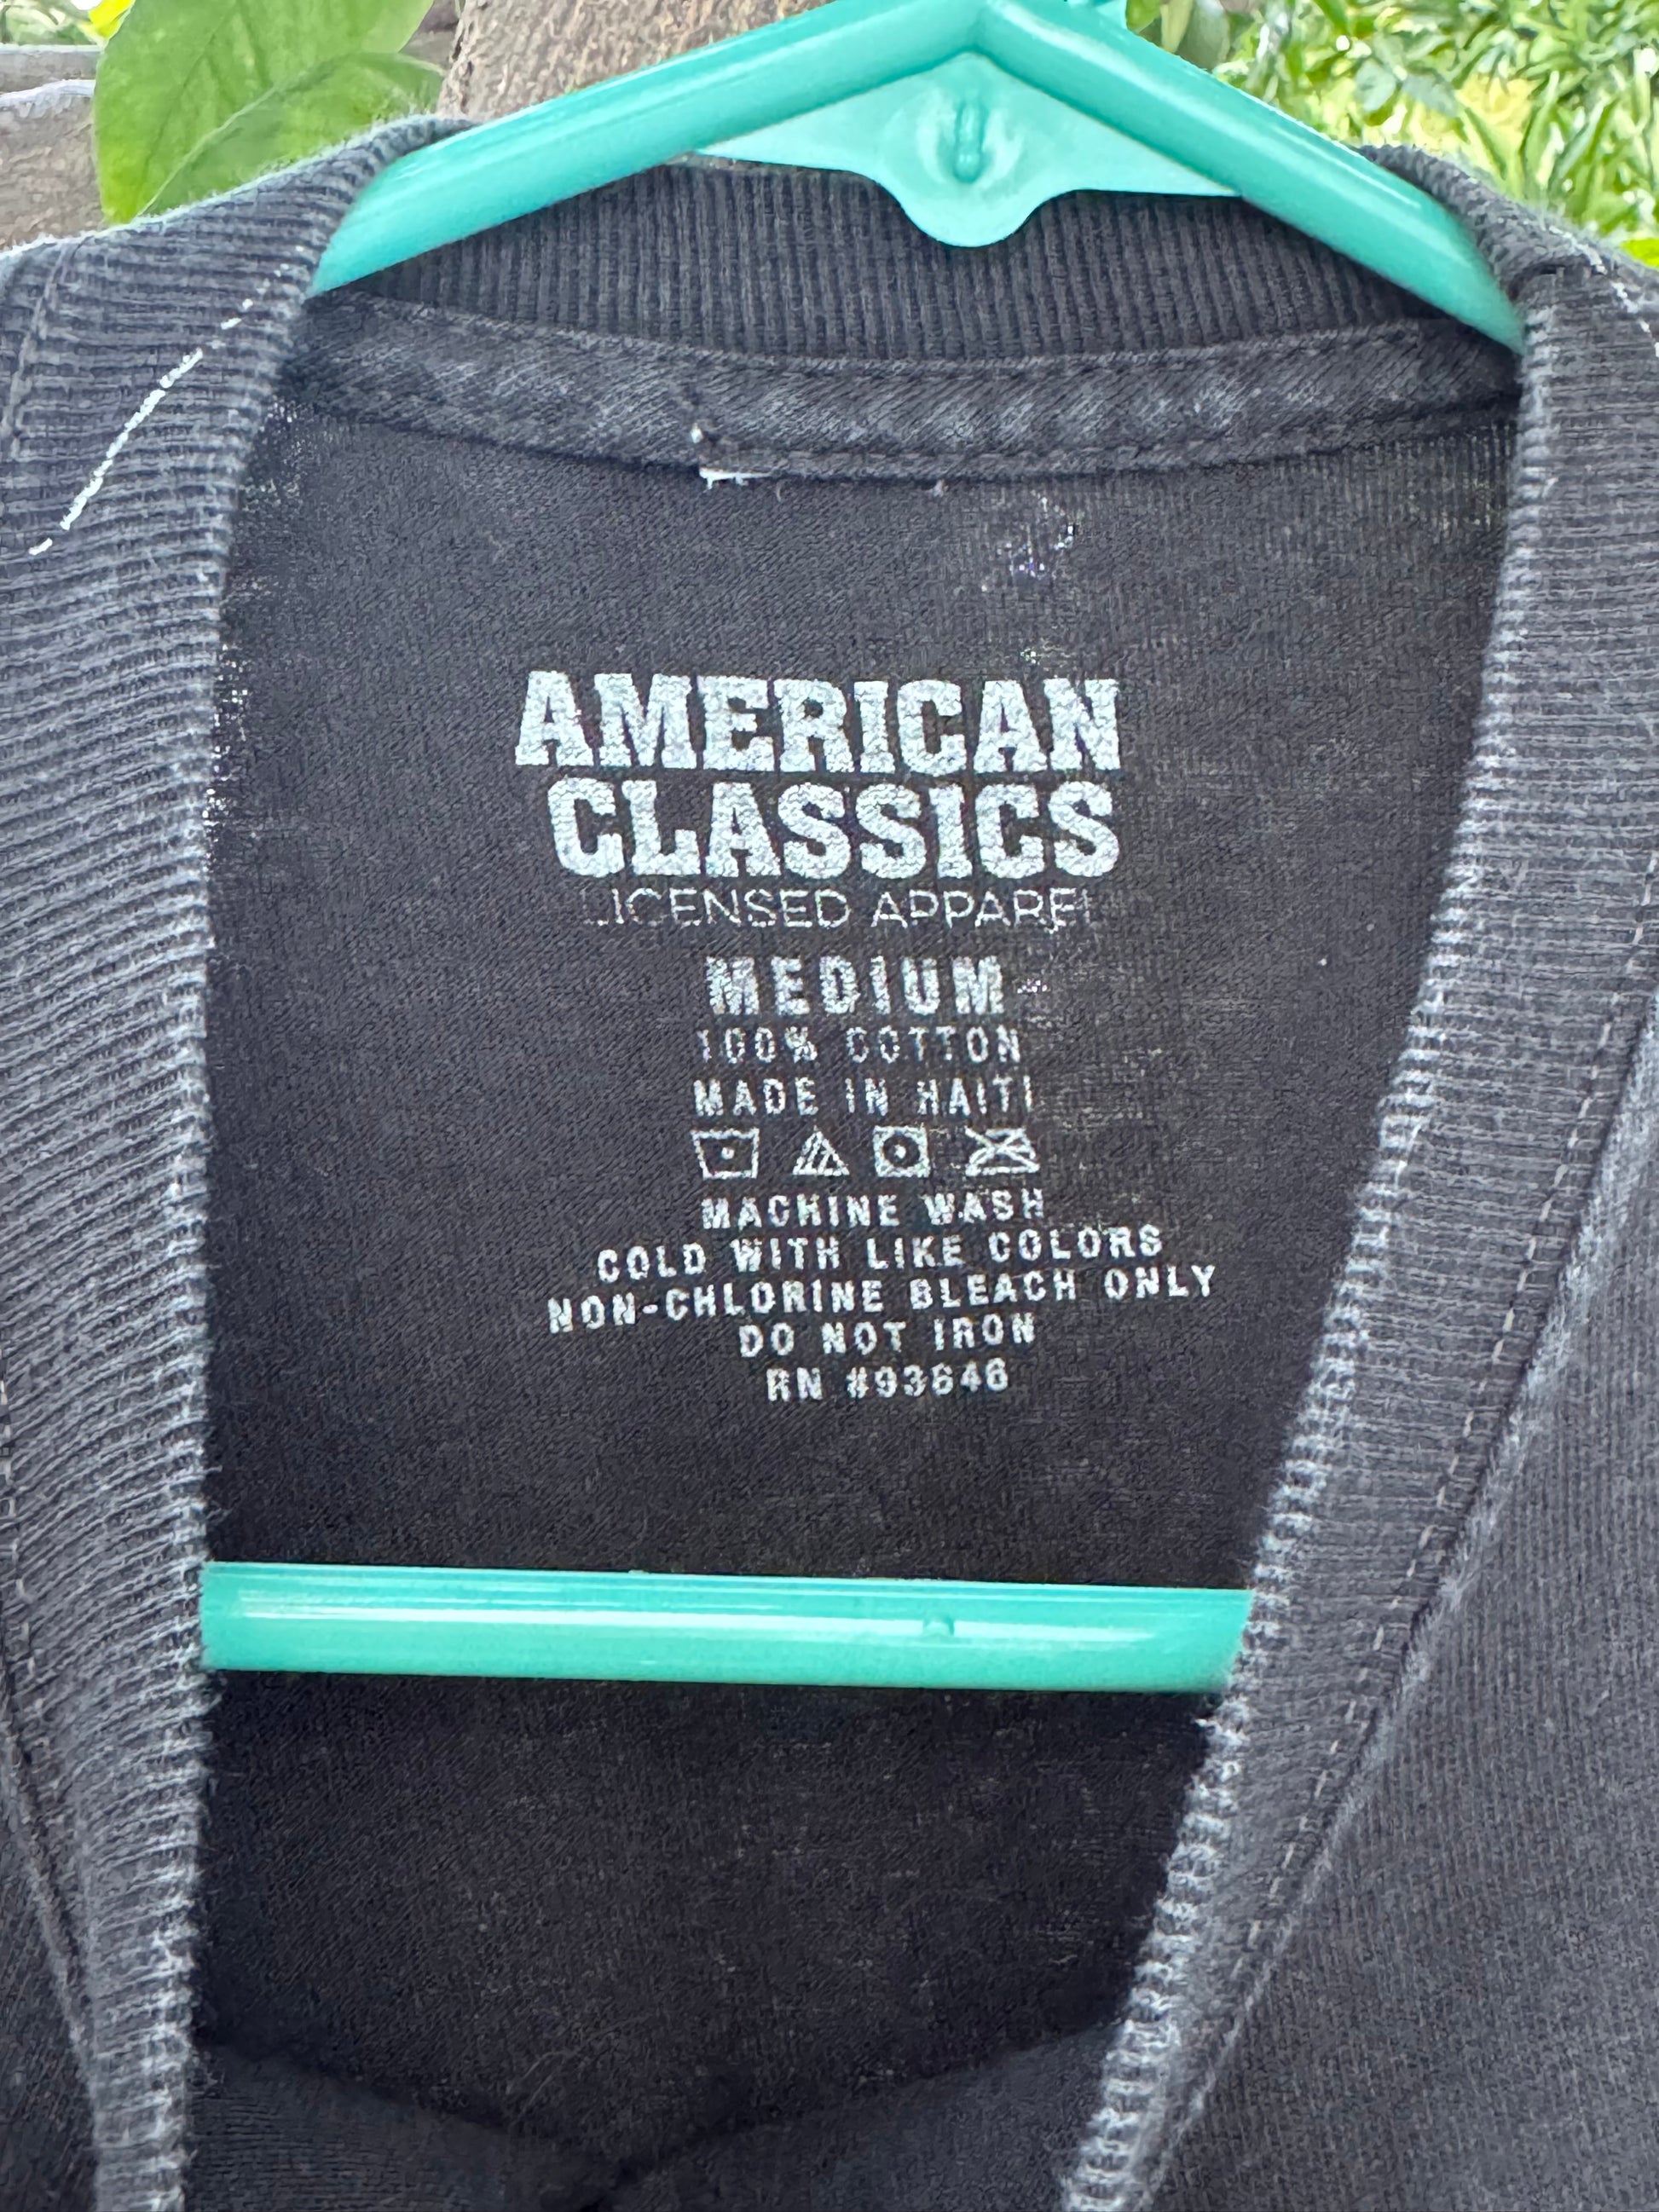 AMERICAN
CLASSICS
LICENSED APPAREL
MEDIUM
100% COTTON
MADE IN HAITI
MACHINE WASH
COLD WITH LIKE COLORS
NON-CHLORINE BLEACH ONLY
DO NOT IRON
RN #93646